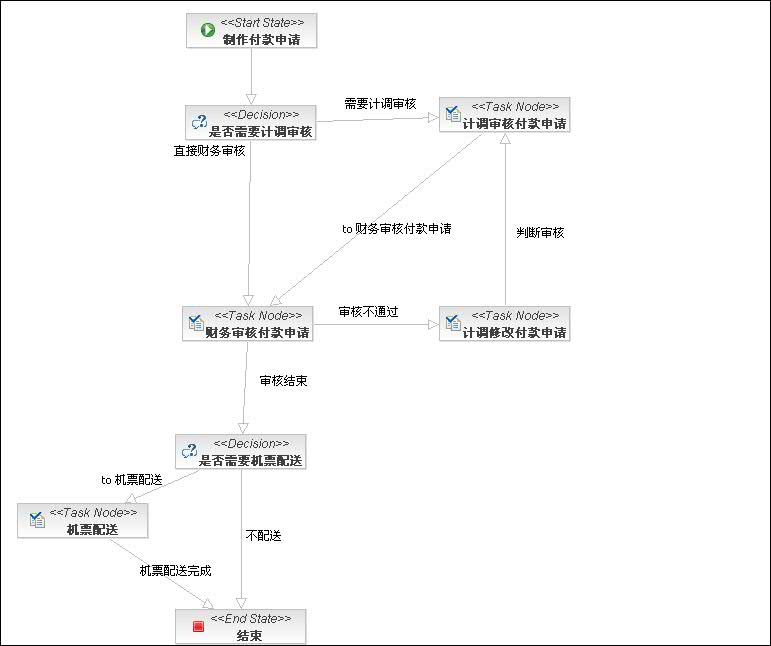 <<Start State>>
制作付款申请
需要计调审核
<<Decision>>
是否需要计调审核
<<Task Node>>
计调审核付款申请
直接财务审核
to 财务审核付款申请
判断审核
<<Task Node>>
财务审核付款申请
审核不通过
<<Task Node>>
计调修改付款申请
审核结束
<<Decision>>
是否需要机票配送
to 机票配送
<<Task Node>>
机票配送
不配送
机票配送完成
<<End State>>
结束